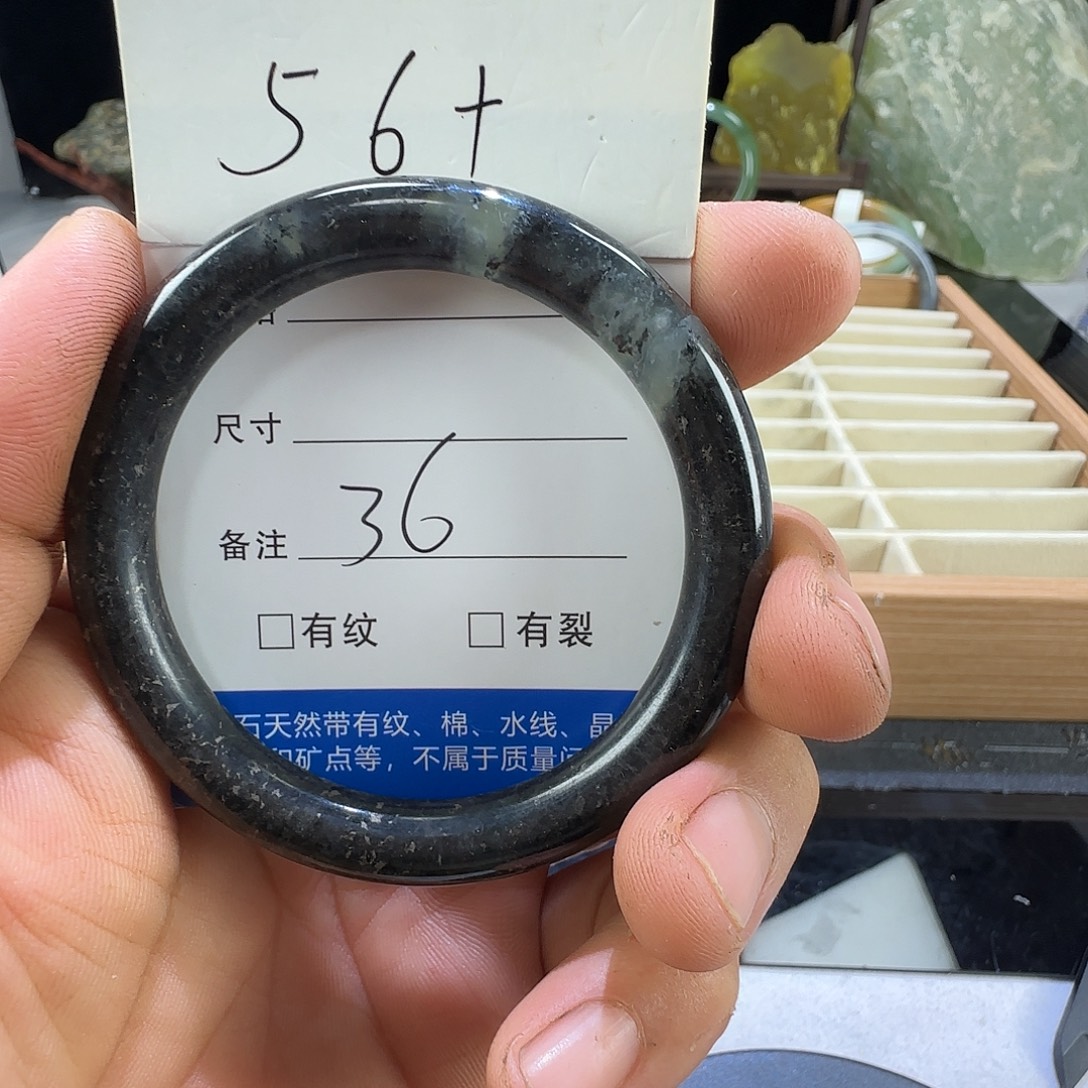 56+
尺寸
备注 36
□有纹 □有裂
石天然带有纹、棉、水线、晶
矿点等，不属于质量问